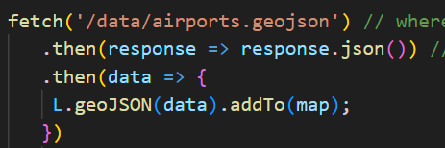 fetch('/data/airports.geojson') // where
.then(response => response.json()) //
.then(data => {
L.geoJSON(data).addTo(map);
})